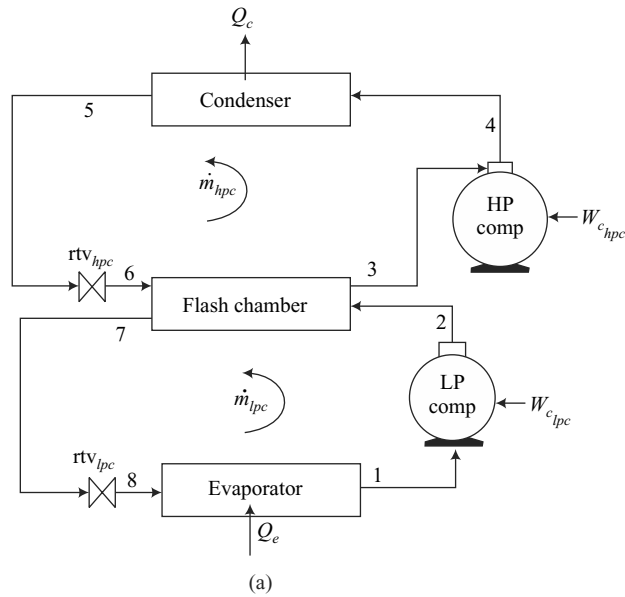 Q_c
Condenser
5
4
ṁ_hpc
HP
comp
W_c_hpc
rtv_hpc
6
3
Flash chamber
7
2
ṁ_lpc
LP
comp
W_c_lpc
rtv_lpc
8
Evaporator
1
Q_e
(a)